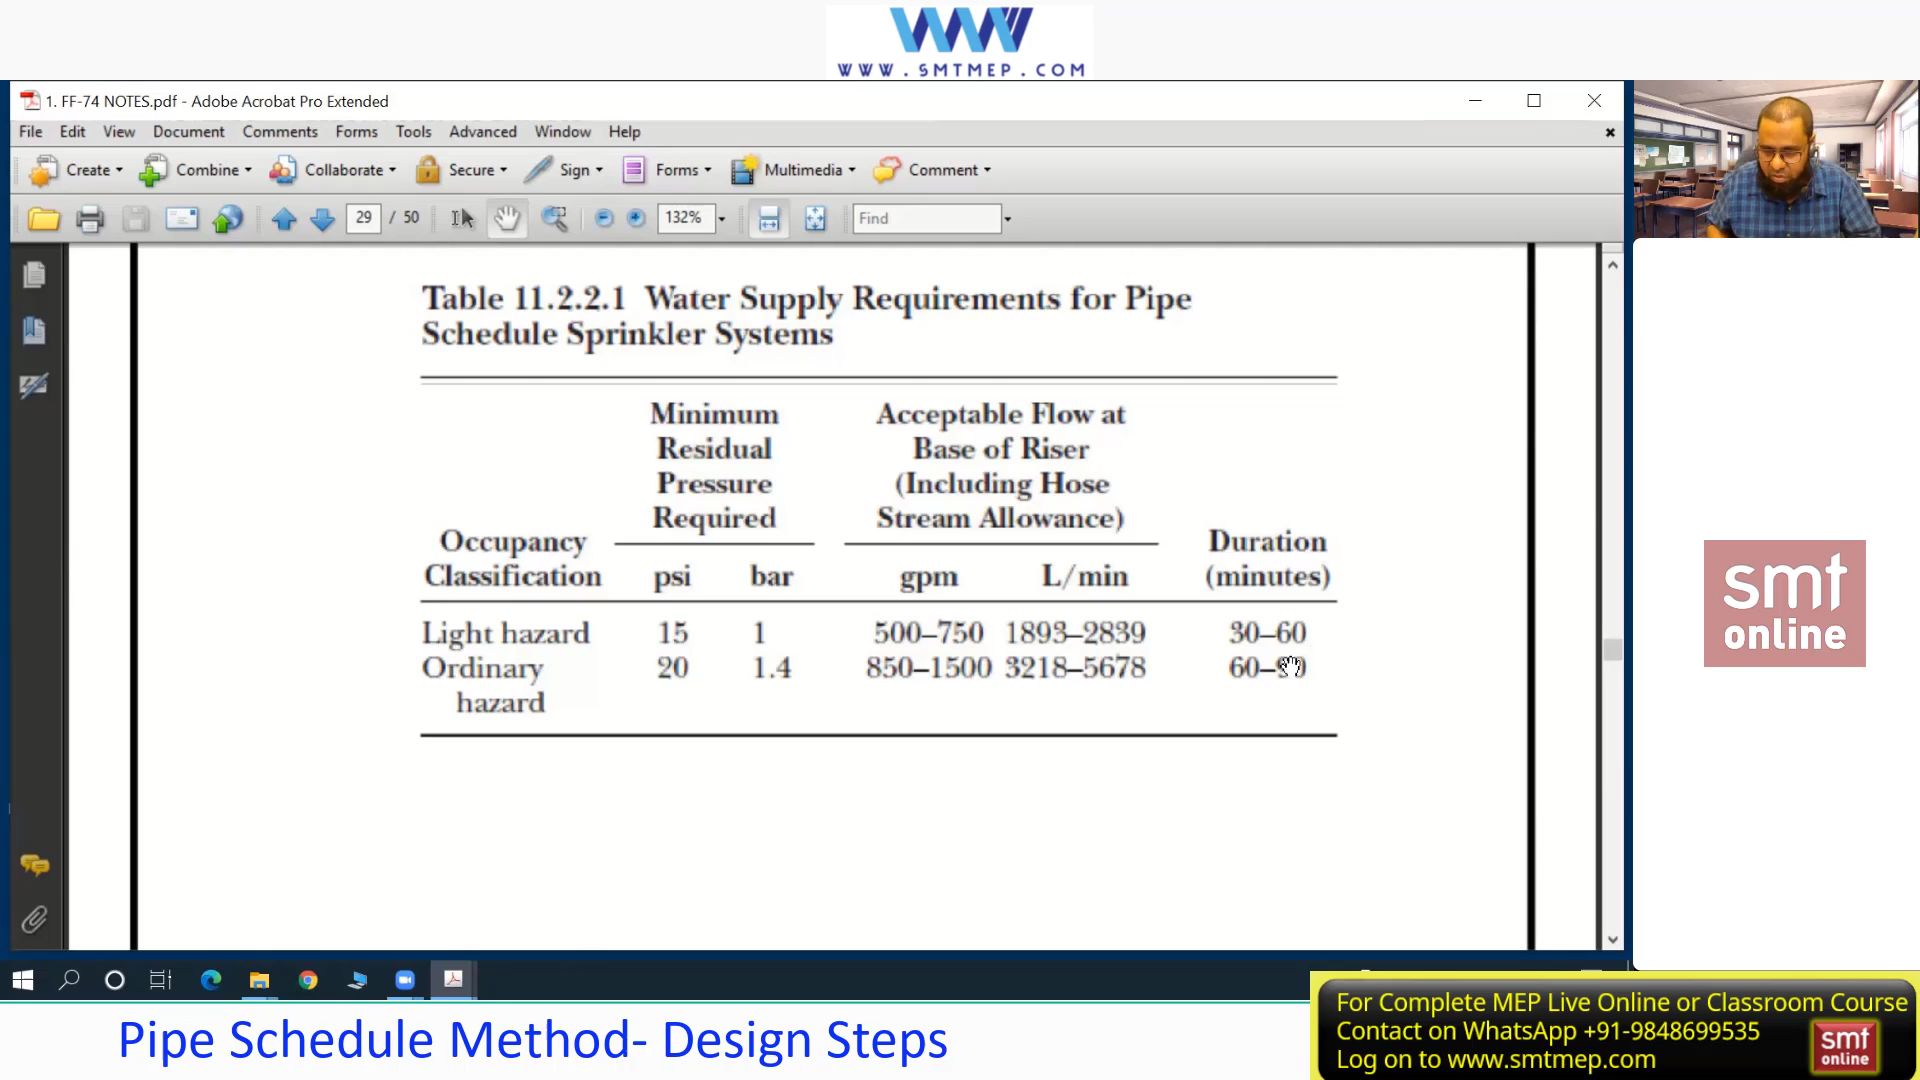 WWW.SMTMEP.COM
1. FF-74 NOTES.pdf - Adobe Acrobat Pro Extended
File Edit View Document Comments Forms Tools Advanced Window Help
Create Combine Collaborate Secure Sign Forms Multimedia Comment
29 / 50 132% Find
Table 11.2.2.1 Water Supply Requirements for Pipe
Schedule Sprinkler Systems
Minimum Acceptable Flow at
Residual Base of Riser
Pressure (Including Hose
Required Stream Allowance)
Occupancy Duration
Classification psi bar gpm L/min (minutes)
Light hazard 15 1 500–750 1893–2839 30–60
Ordinary 20 1.4 850–1500 3218–5678
hazard
smt
online
Pipe Schedule Method- Design Steps
For Complete MEP Live Online or Classroom Course
Contact on WhatsApp +91-9848699535
Log on to www.smtmep.com
smt
online